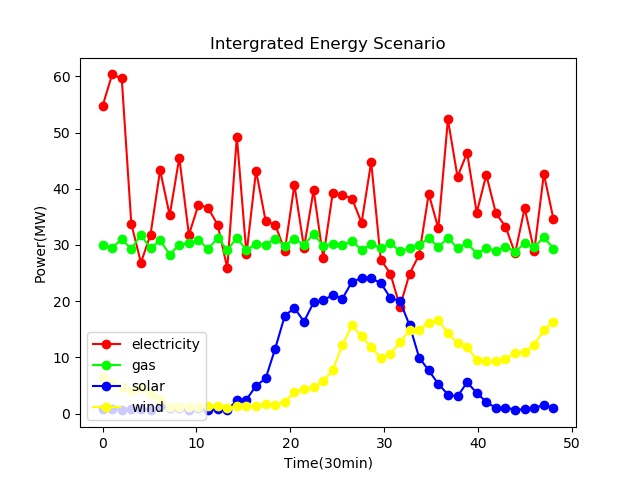 Intergrated Energy Scenario
60
50
40
30
20
10
0
Power(MW)
electricity
gas
solar
wind
0 10 20 30 40 50
Time(30min)